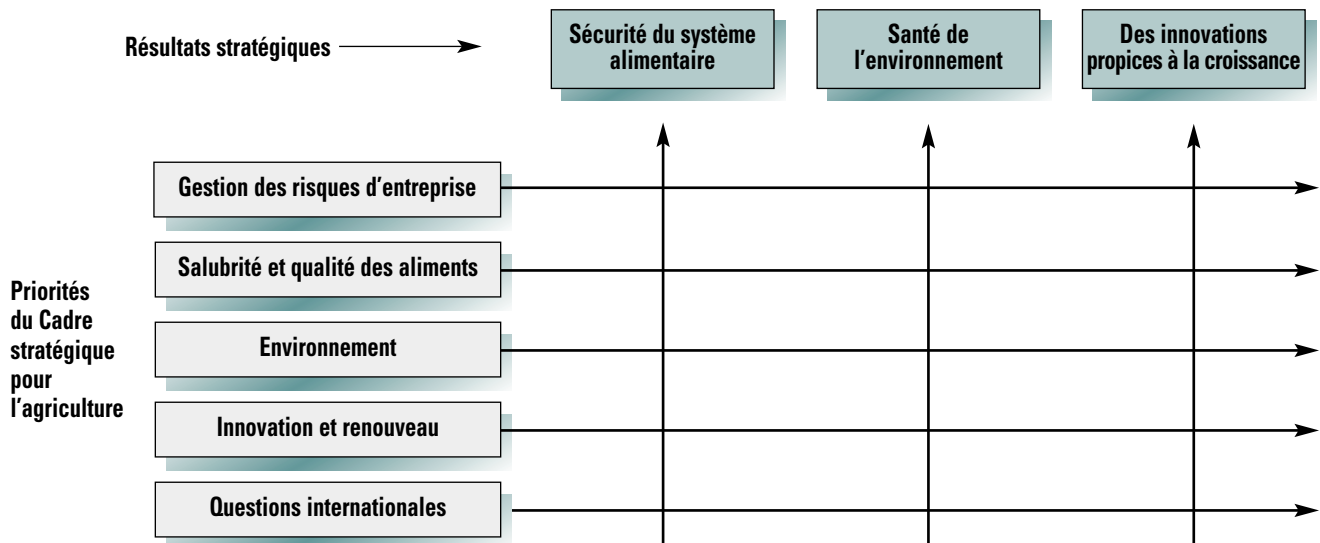 Résultats stratégiques
Sécurité du système
alimentaire
Santé de
l'environnement
Des innovations
propices à la croissance
Priorités
du Cadre
stratégique
pour
l'agriculture
Gestion des risques d'entreprise
Salubrité et qualité des aliments
Environnement
Innovation et renouveau
Questions internationales